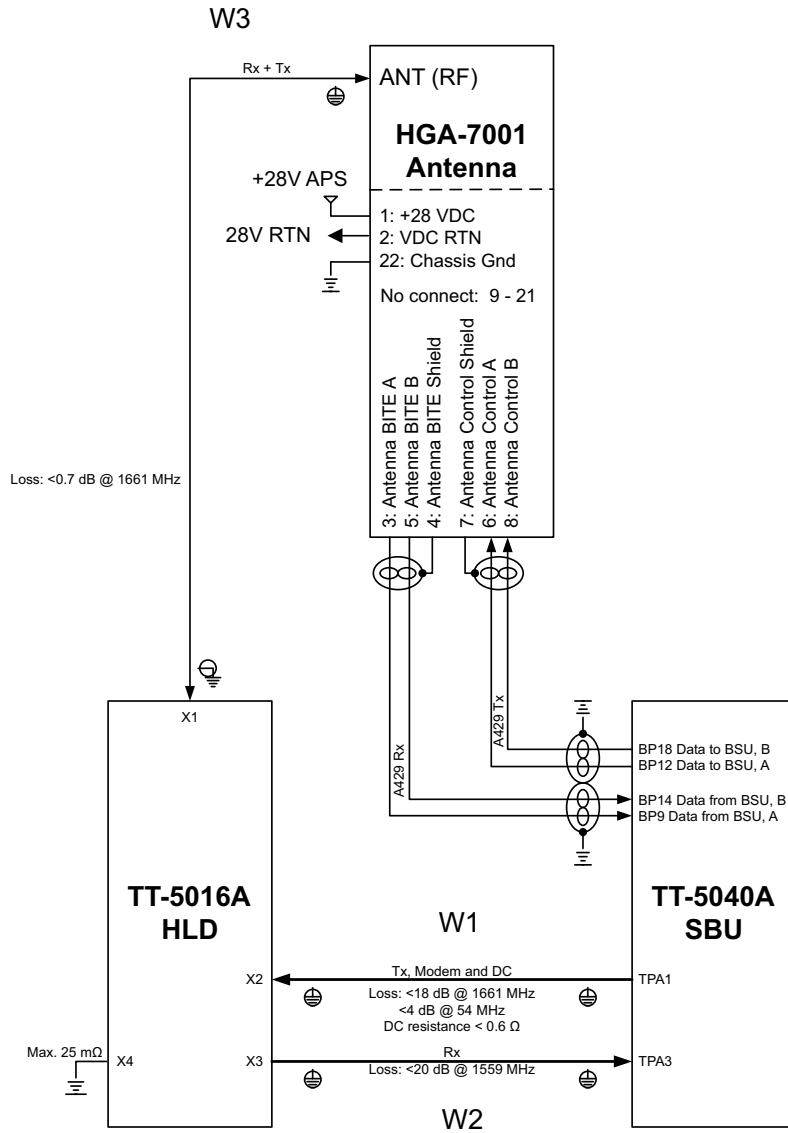 W3
Rx + Tx
ANT (RF)
HGA-7001
Antenna
+28V APS
1: +28 VDC
28V RTN
2: VDC RTN
22: Chassis Gnd
No connect: 9 - 21
3: Antenna BITE A
5: Antenna BITE B
4: Antenna BITE Shield
7: Antenna Control Shield
6: Antenna Control A
8: Antenna Control B
Loss: <0.7 dB @ 1661 MHz
X1
A429 Rx
A429 Tx
BP18 Data to BSU, B
BP12 Data to BSU, A
BP14 Data from BSU, B
BP9 Data from BSU, A
TT-5016A
HLD
TT-5040A
SBU
W1
Tx, Modem and DC
X2
TPA1
Loss: <18 dB @ 1661 MHz
<4 dB @ 54 MHz
DC resistance < 0.6 Ω
Max. 25 mΩ
X4
X3
Rx
TPA3
Loss: <20 dB @ 1559 MHz
W2